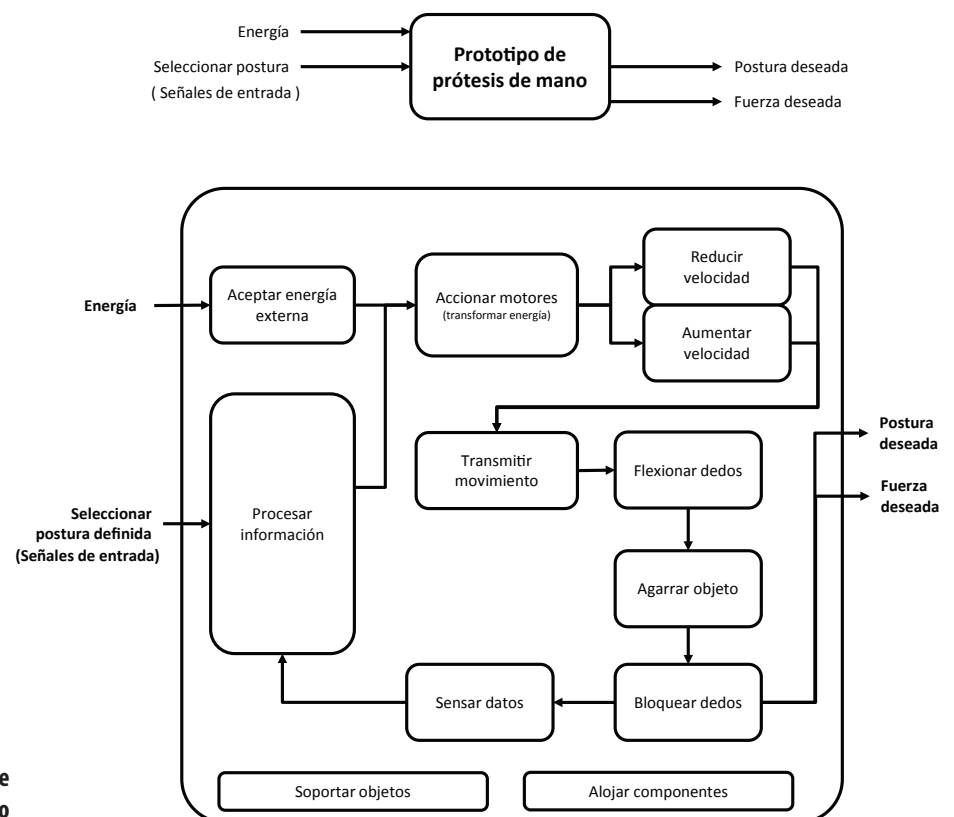 Energía
Seleccionar postura
( Señales de entrada )
Prototipo de
prótesis de mano
Postura deseada
Fuerza deseada
Energía
Aceptar energía
externa
Accionar motores
(transformar energía)
Reducir
velocidad
Aumentar
velocidad
Postura
deseada
Fuerza
deseada
Transmitir
movimiento
Flexionar dedos
Seleccionar
postura definida
(Señales de entrada)
Procesar
información
Agarrar objeto
Sensar datos
Bloquear dedos
Soportar objetos
Alojar componentes
e
o